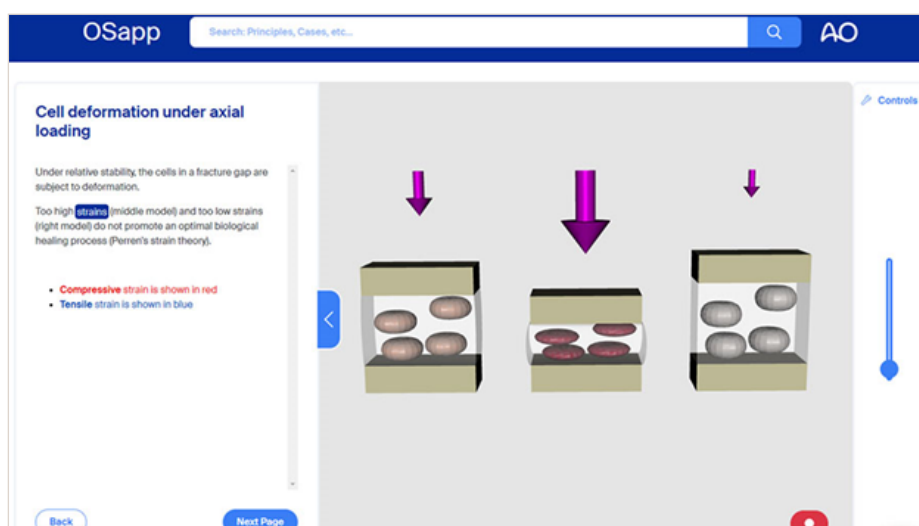 OSapp
Search: Principles, Cases, etc...
AO
Controls
Cell deformation under axial
loading
Under relative stability, the cells in a fracture gap are
subject to deformation.
Too high strains (middle model) and too low strains
(right model) do not promote an optimal biological
healing process (Perren's strain theory).
• Compressive strain is shown in red
• Tensile strain is shown in blue
Back
Next Page